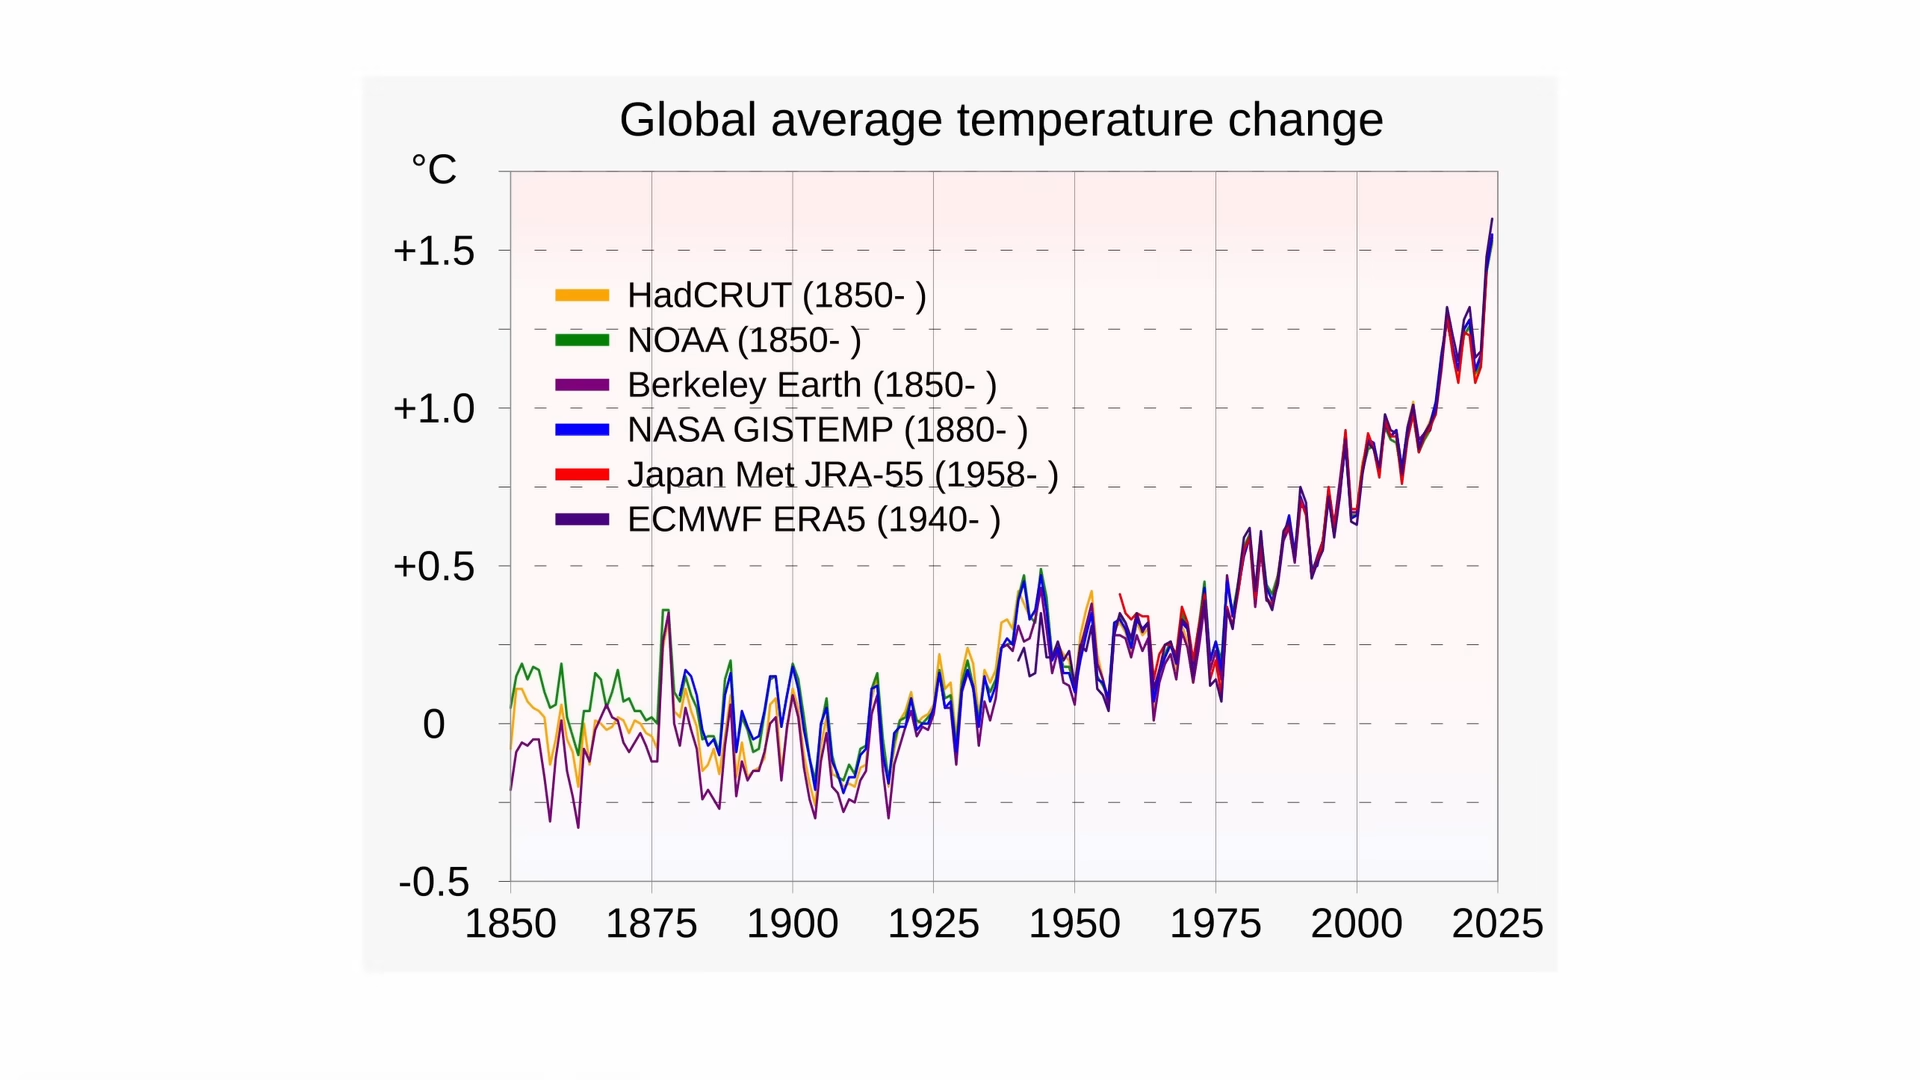 Global average temperature change
°C
+1.5
HadCRUT (1850- )
NOAA (1850- )
Berkeley Earth (1850- )
+1.0
NASA GISTEMP (1880- )
Japan Met JRA-55 (1958- )
ECMWF ERA5 (1940- )
+0.5
0
-0.5
1850 1875 1900 1925 1950 1975 2000 2025